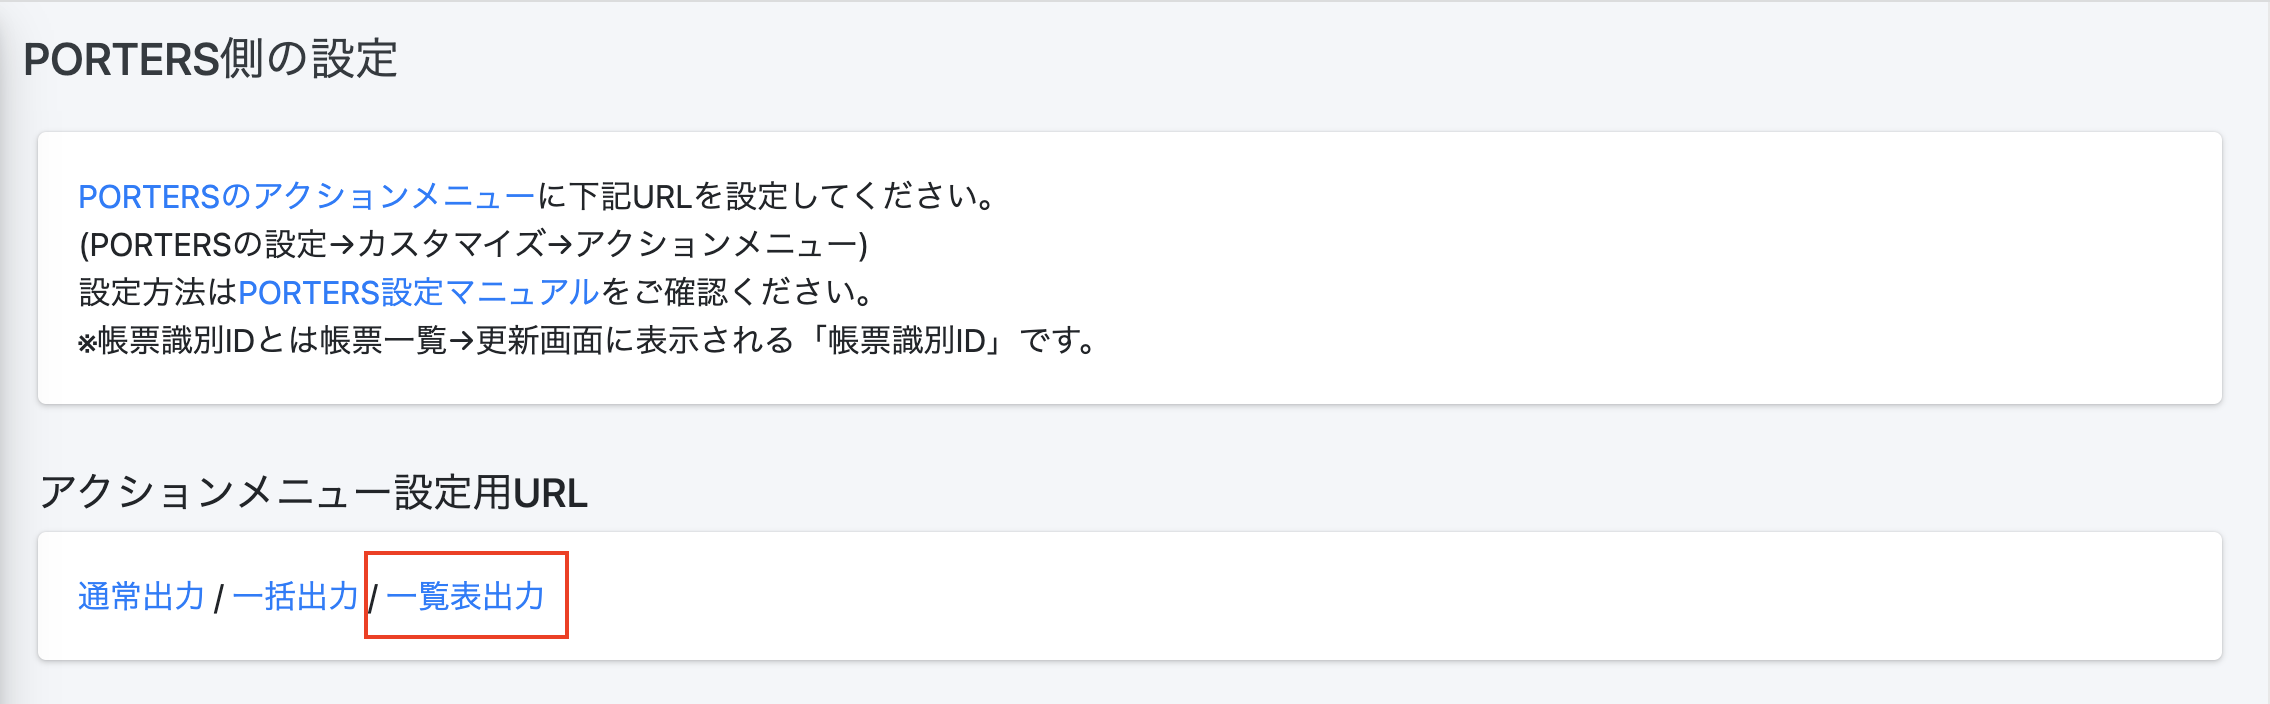 PORTERS側の設定
PORTERSのアクションメニューに下記URLを設定してください。
(PORTERSの設定→カスタマイズ→アクションメニュー)
設定方法はPORTERS設定マニュアルをご確認ください。
※帳票識別IDとは帳票一覧→更新画面に表示される「帳票識別ID」です。
アクションメニュー設定用URL
通常出力 / 一括出力 / 一覧表出力